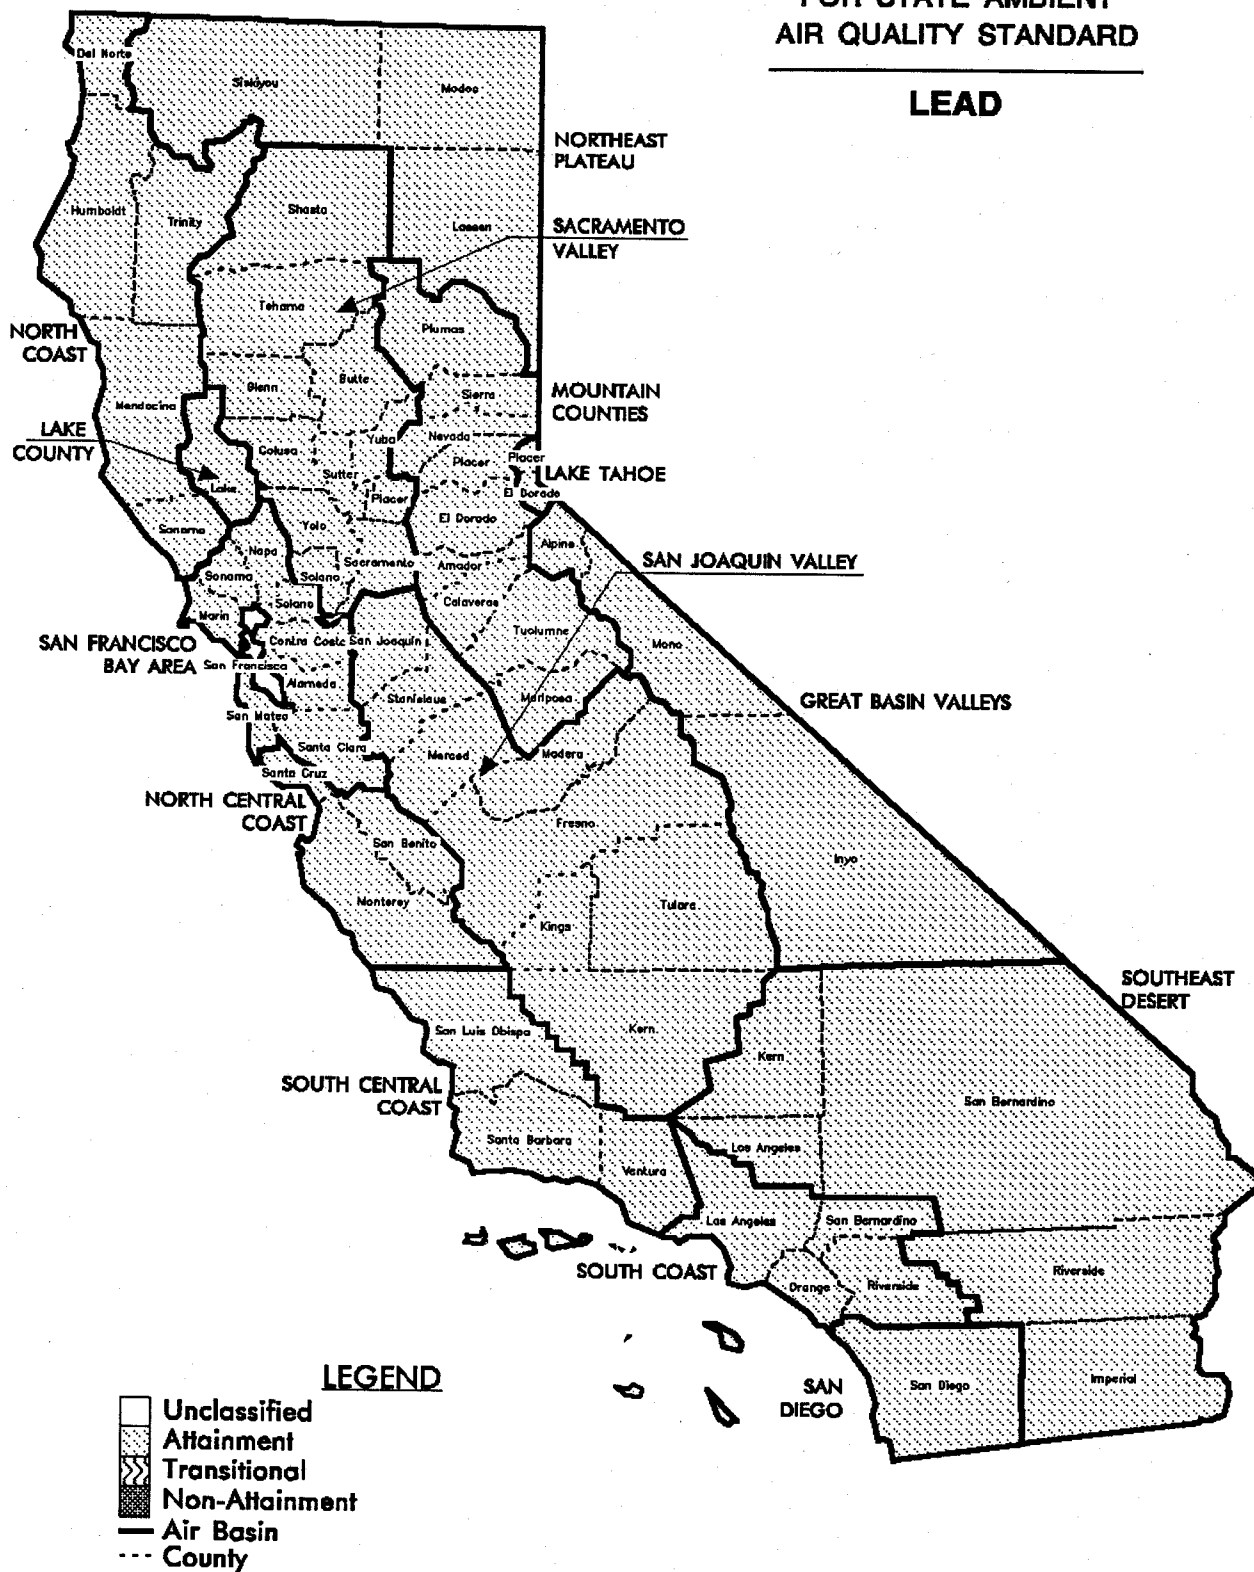 FOR STATE AMBIENT
AIR QUALITY STANDARD
LEAD
Del Norte
Siskiyou
Modoc
NORTHEAST
PLATEAU
Humboldt
Trinity
Shasta
Lassen
SACRAMENTO
VALLEY
Tehama
Plumas
NORTH
COAST
Glenn
Butte
Sierra
MOUNTAIN
COUNTIES
Mendocino
LAKE
COUNTY
Colusa
Yuba
Nevada
Placer
Placer
Sutter
LAKE TAHOE
Lake
Placer
El Dorado
El Dorado
Sonoma
Yolo
Napa
Alpine
Sonoma
Solano
Sacramento
Amador
SAN JOAQUIN VALLEY
Solano
Calaveras
Marin
Tuolumne
SAN FRANCISCO
BAY AREA
Contra Costa
San Joaquin
Mono
San Francisco
Alameda
Stanislaus
Mariposa
GREAT BASIN VALLEYS
San Mateo
Santa Clara
Merced
Madera
Santa Cruz
NORTH CENTRAL
COAST
Fresno
San Benito
Inyo
Monterey
Kings
Tulare
SOUTHEAST
DESERT
San Luis Obispo
Kern
Kern
SOUTH CENTRAL
COAST
San Bernardino
Santa Barbara
Los Angeles
Ventura
Los Angeles
San Bernardino
SOUTH COAST
Orange
Riverside
Riverside
SAN
DIEGO
San Diego
Imperial
LEGEND
Unclassified
Attainment
Transitional
Non-Attainment
Air Basin
County